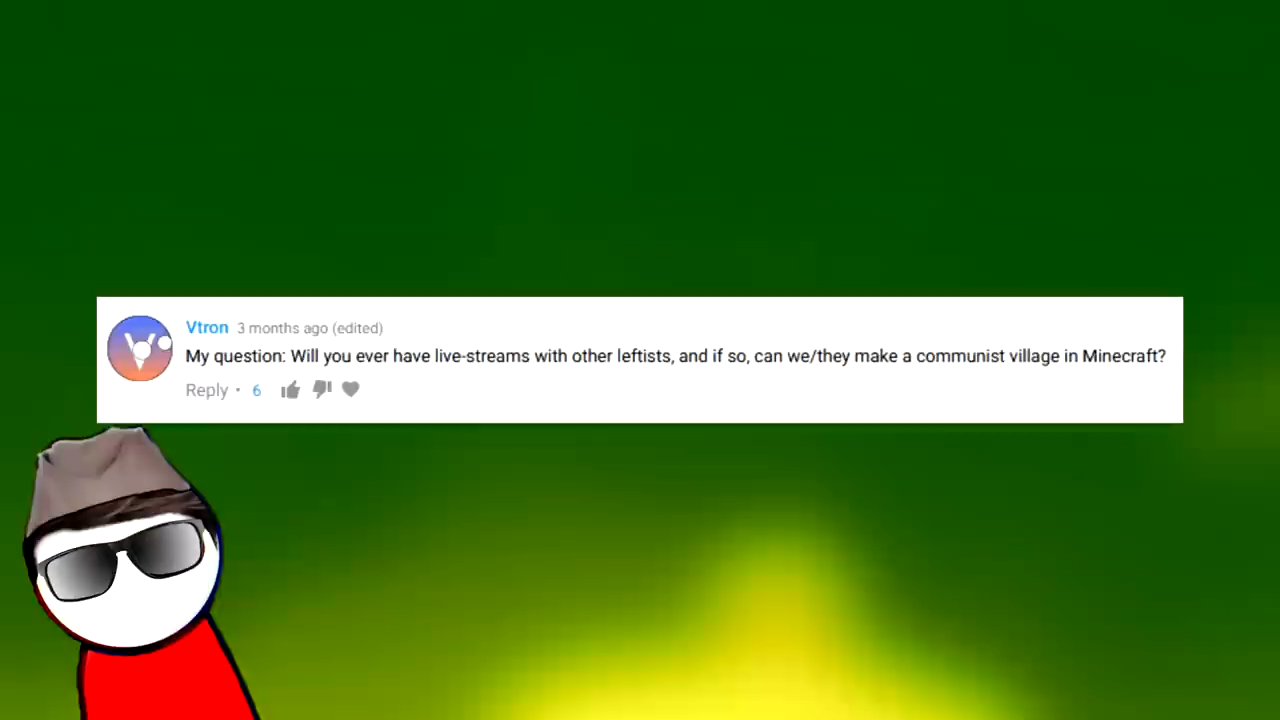 Vtron 3 months ago (edited)
My question: Will you ever have live-streams with other leftists, and if so, can we/they make a communist village in Minecraft?
Reply • 6